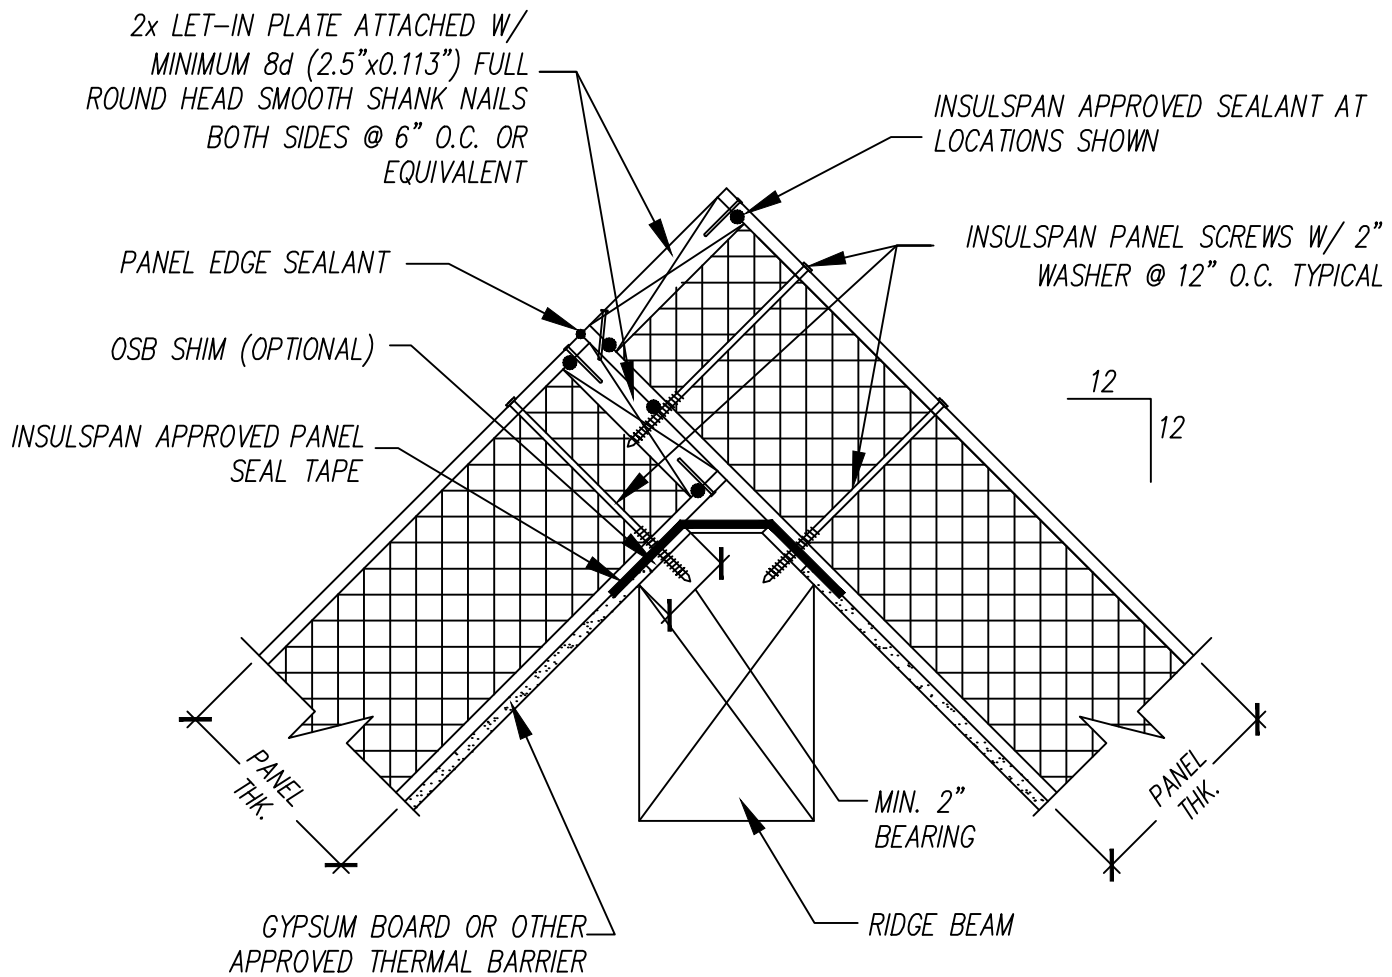 2x LET-IN PLATE ATTACHED W/
MINIMUM 8d (2.5"x0.113") FULL
ROUND HEAD SMOOTH SHANK NAILS
BOTH SIDES @ 6" O.C. OR
EQUIVALENT
INSULSPAN APPROVED SEALANT AT
LOCATIONS SHOWN
PANEL EDGE SEALANT
INSULSPAN PANEL SCREWS W/ 2"
WASHER @ 12" O.C. TYPICAL
OSB SHIM (OPTIONAL)
12
12
INSULSPAN APPROVED PANEL
SEAL TAPE
PANEL
THK.
PANEL
THK.
MIN. 2"
BEARING
GYPSUM BOARD OR OTHER
APPROVED THERMAL BARRIER
RIDGE BEAM